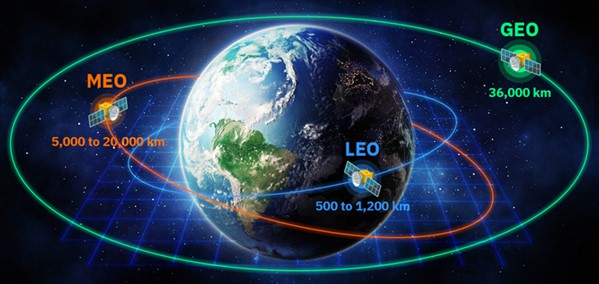 GEO
36,000 km
MEO
5,000 to 20,000 km
LEO
500 to 1,200 km